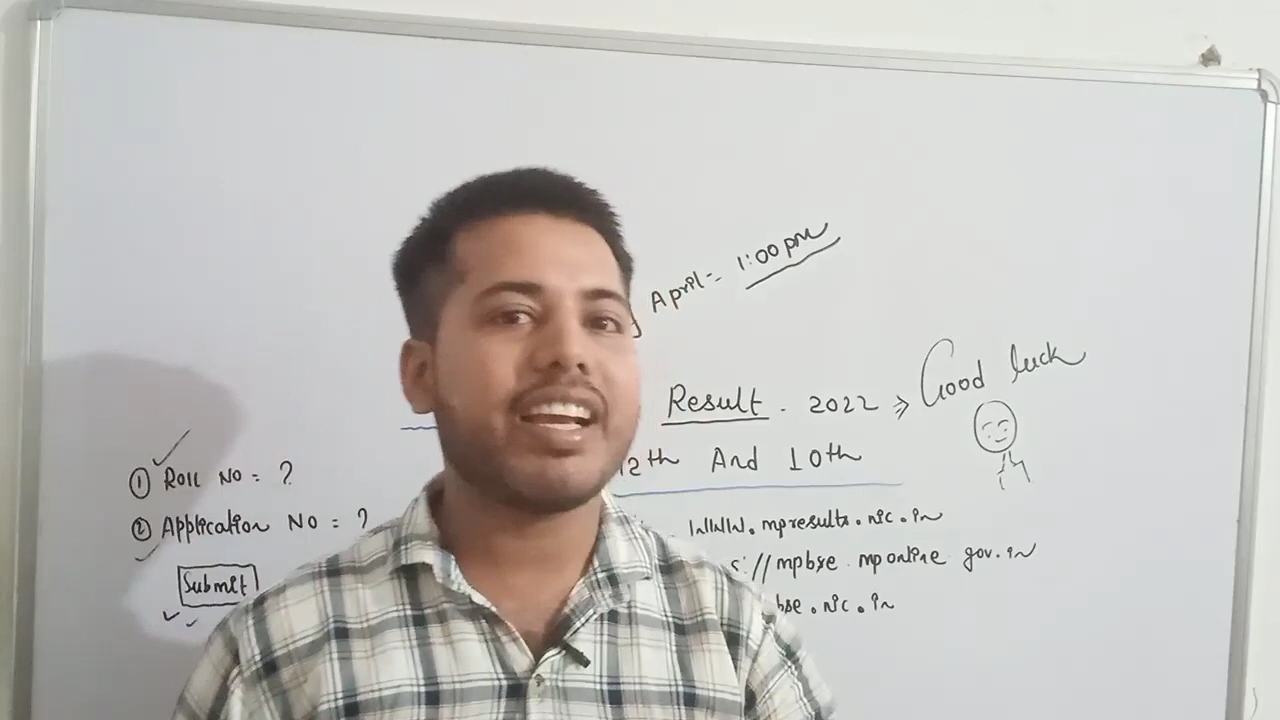 April - 1:00 pm
Result. 2022 => Good luck
12th And 10th
① Roll No = ?
② Application No = ?
Submit
www.mpresults.nic.in
s://mpbse.mponline.gov.in
bse.nic.in